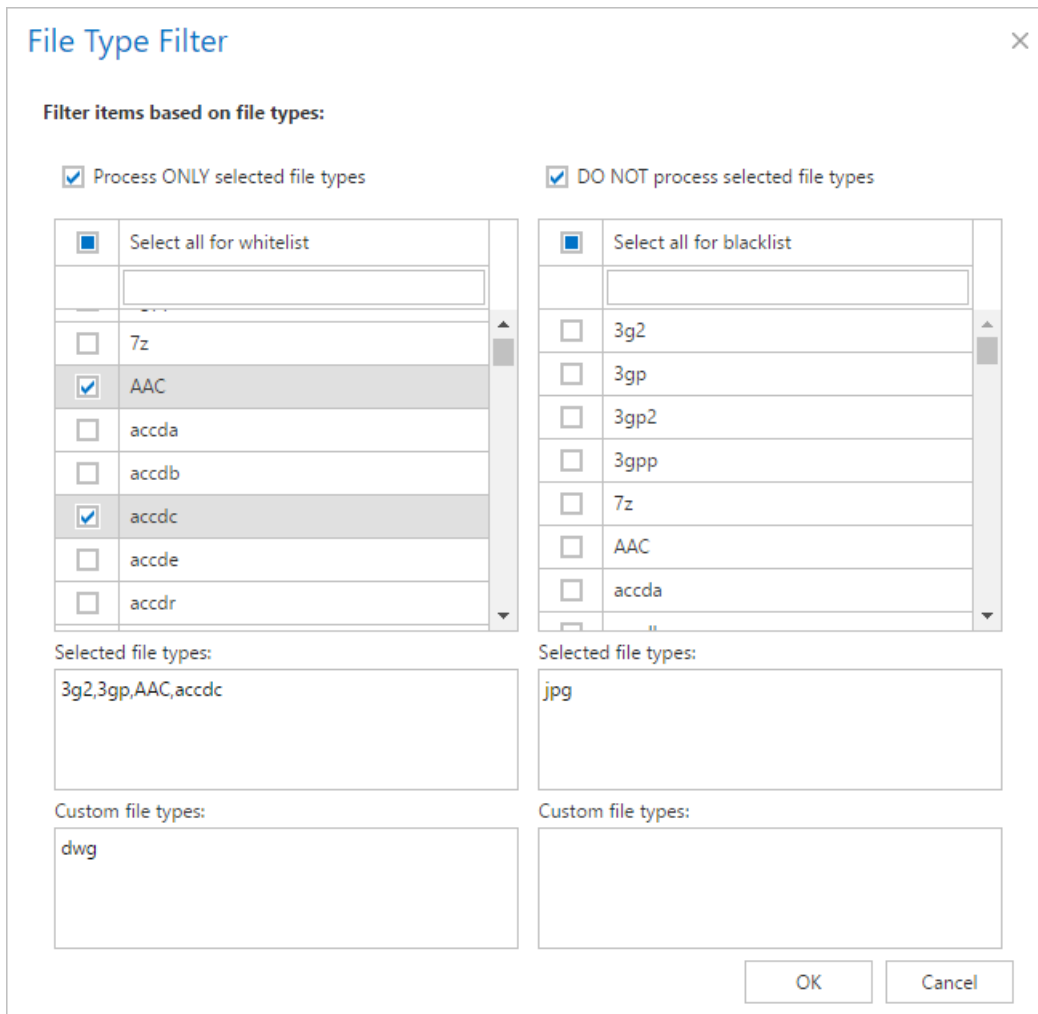 File Type Filter
Filter items based on file types:
Process ONLY selected file types
Select all for whitelist
7z
AAC
accda
accdb
accdc
accde
accdr
Selected file types:
3g2,3gp,AAC,accdc
Custom file types:
dwg
DO NOT process selected file types
Select all for blacklist
3g2
3gp
3gp2
3gpp
7z
AAC
accda
Selected file types:
jpg
Custom file types:
OK
Cancel